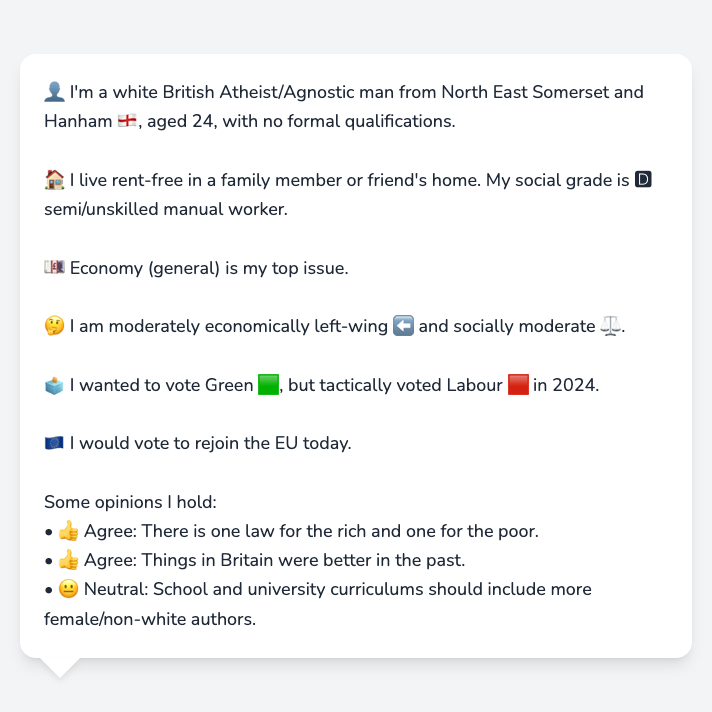 👤 I'm a white British Atheist/Agnostic man from North East Somerset and
Hanham 🏴󠁧󠁢󠁥󠁮󠁧󠁿, aged 24, with no formal qualifications.
🏠 I live rent-free in a family member or friend's home. My social grade is 🅳
semi/unskilled manual worker.
💷 Economy (general) is my top issue.
🤔 I am moderately economically left-wing ⬅️ and socially moderate ⚖️.
🗳️ I wanted to vote Green 🟩, but tactically voted Labour 🟥 in 2024.
🇪🇺 I would vote to rejoin the EU today.
Some opinions I hold:
• 👍 Agree: There is one law for the rich and one for the poor.
• 👍 Agree: Things in Britain were better in the past.
• 😐 Neutral: School and university curriculums should include more
female/non-white authors.